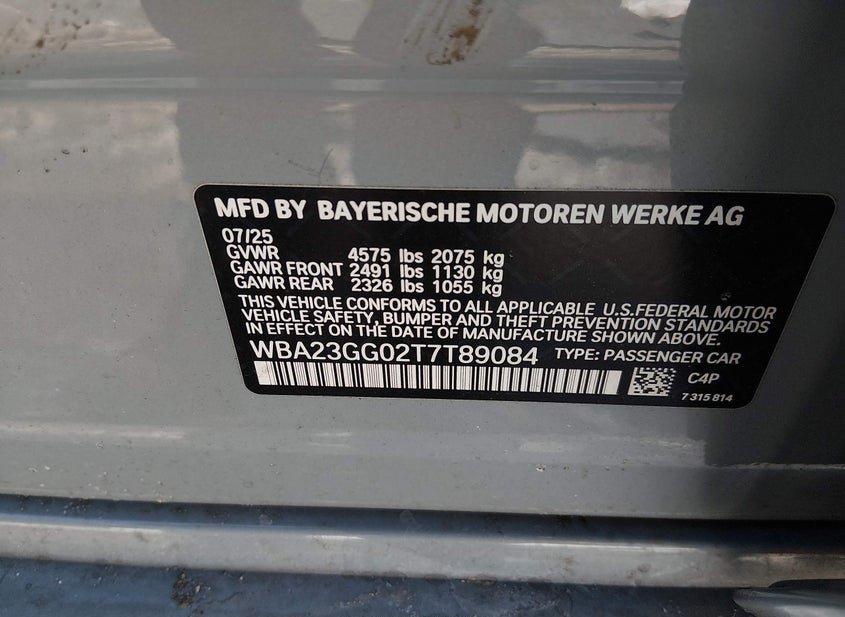 MFD BY BAYERISCHE MOTOREN WERKE AG
07/25
GVWR 4575 lbs 2075 kg
GAWR FRONT 2491 lbs 1130 kg
GAWR REAR 2326 lbs 1055 kg
THIS VEHICLE CONFORMS TO ALL APPLICABLE U.S.FEDERAL MOTOR
VEHICLE SAFETY, BUMPER AND THEFT PREVENTION STANDARDS
IN EFFECT ON THE DATE OF MANUFACTURE SHOWN ABOVE.
WBA23GG02T7T89084 TYPE: PASSENGER CAR
C4P
7 315 814